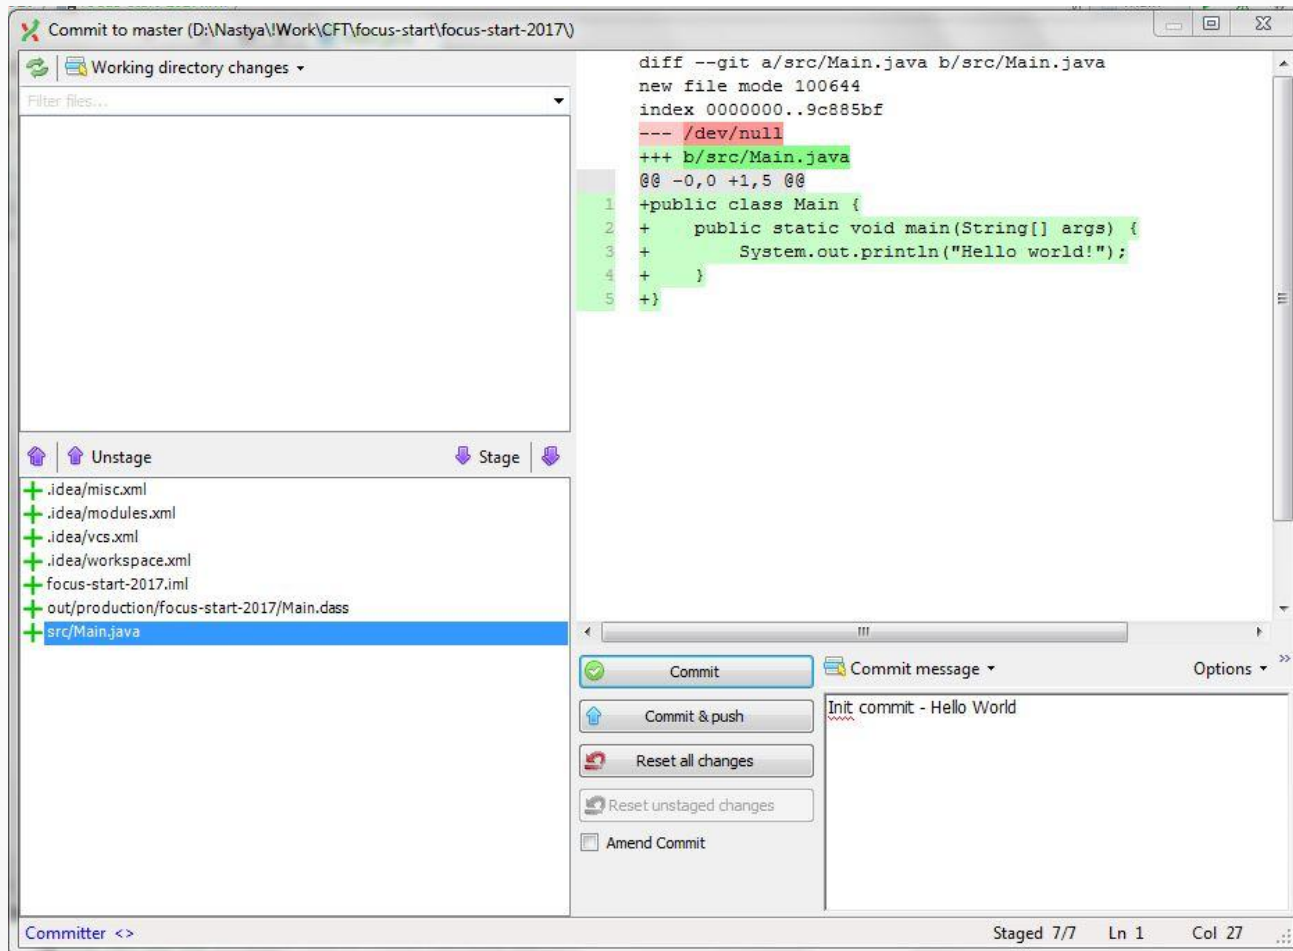 Commit to master (D:\Nastya\!Work\CFT\focus-start\focus-start-2017\)
Working directory changes
Filter files...
Unstage
Stage
.idea/misc.xml
.idea/modules.xml
.idea/vcs.xml
.idea/workspace.xml
focus-start-2017.iml
out/production/focus-start-2017/Main.class
src/Main.java
diff --git a/src/Main.java b/src/Main.java
new file mode 100644
index 0000000..9c885bf
--- /dev/null
+++ b/src/Main.java
@@ -0,0 +1,5 @@
1 +public class Main {
2 +    public static void main(String[] args) {
3 +        System.out.println("Hello world!");
4 +    }
5 +}
Commit
Commit & push
Reset all changes
Reset unstaged changes
Amend Commit
Commit message
Options
Init commit - Hello World
Committer <>
Staged 7/7
Ln 1
Col 27